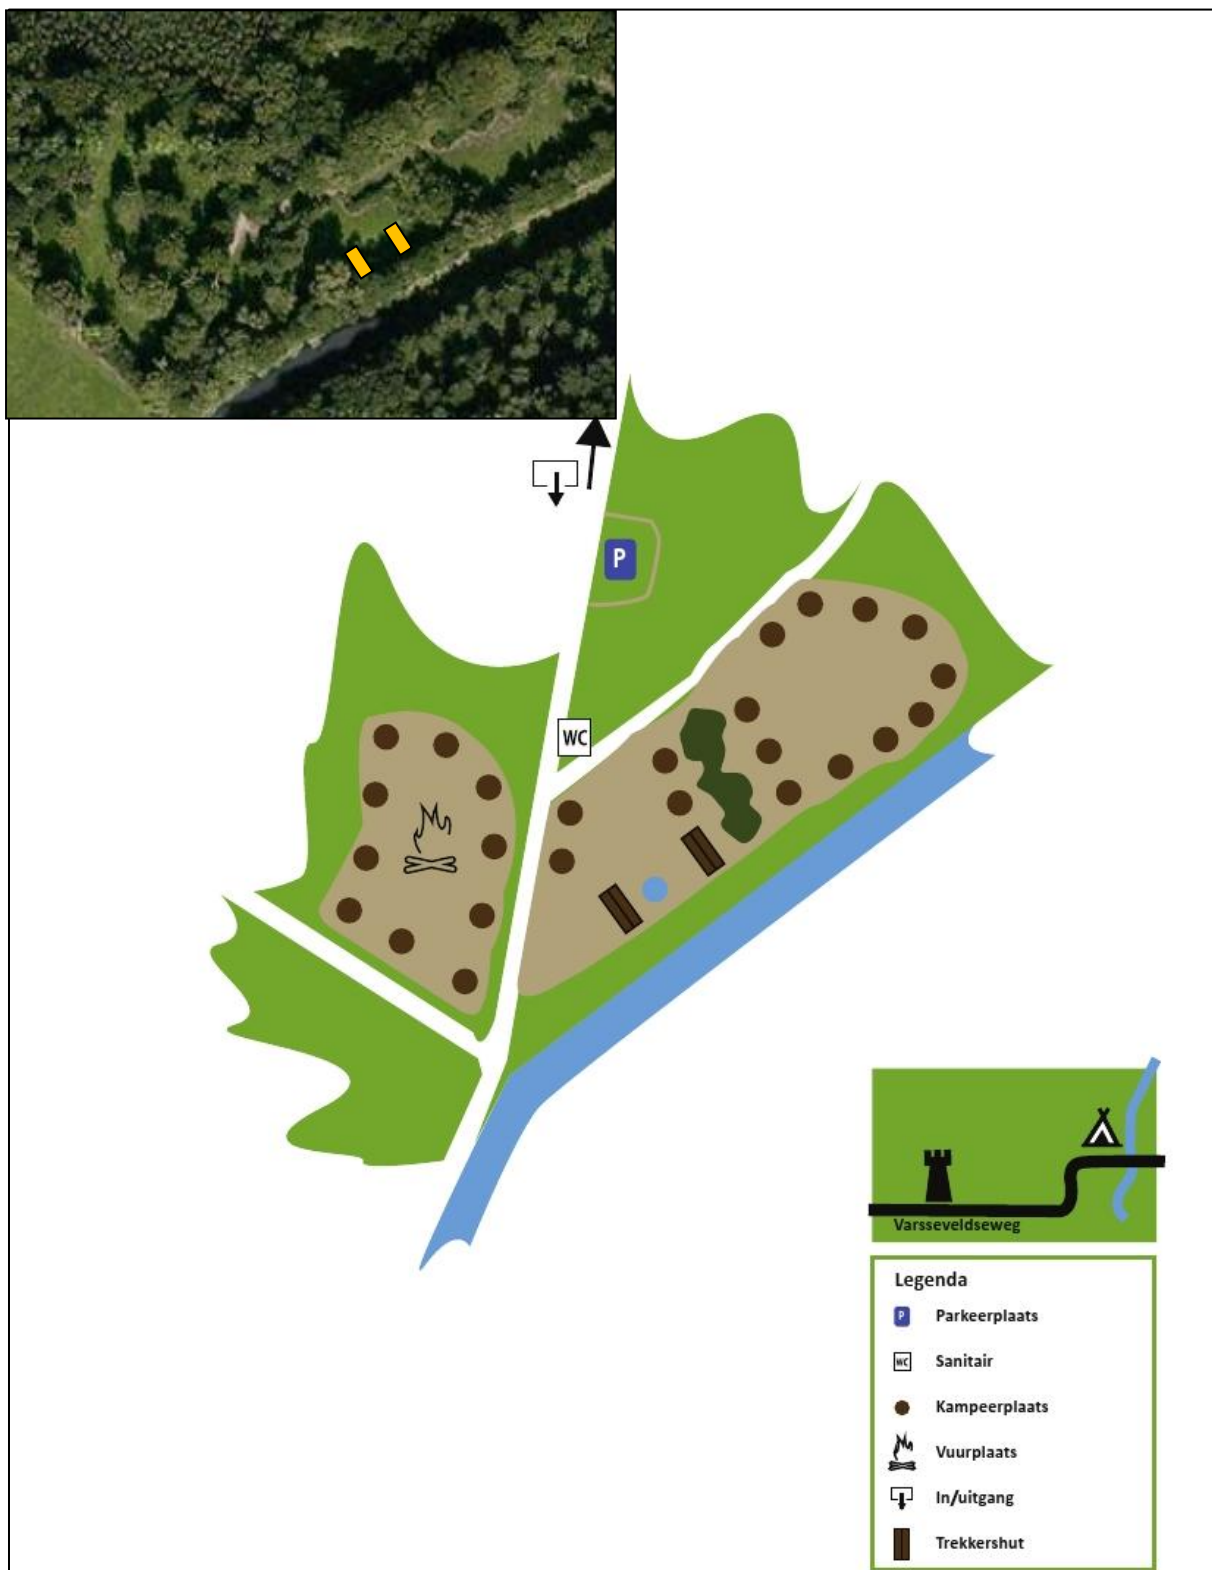 P
WC
Varsseveldseweg
Legenda
P Parkeerplaats
WC Sanitair
Kampeerplaats
Vuurplaats
In/uitgang
Trekkershut